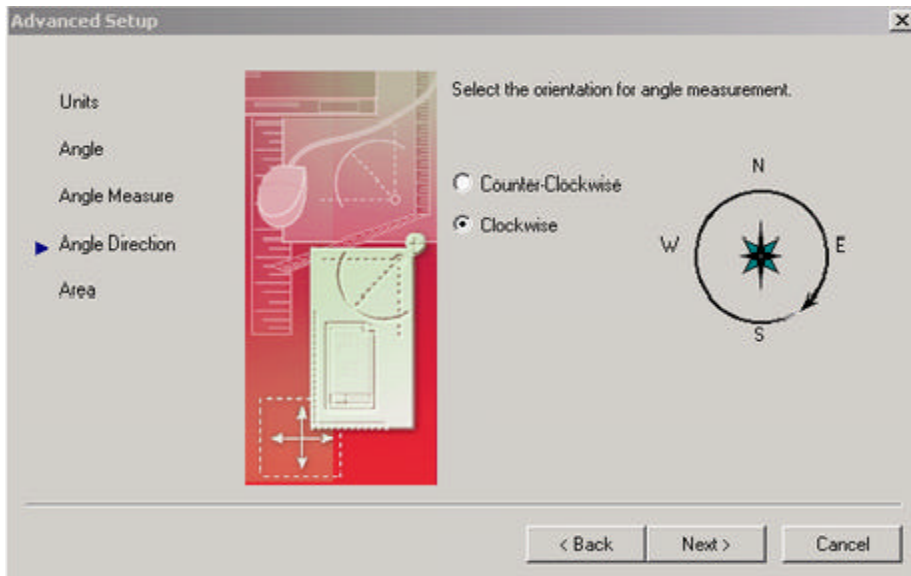 Advanced Setup
Units
Angle
Angle Measure
Angle Direction
Area
Select the orientation for angle measurement.
Counter-Clockwise
Clockwise
N
W
E
S
< Back
Next >
Cancel